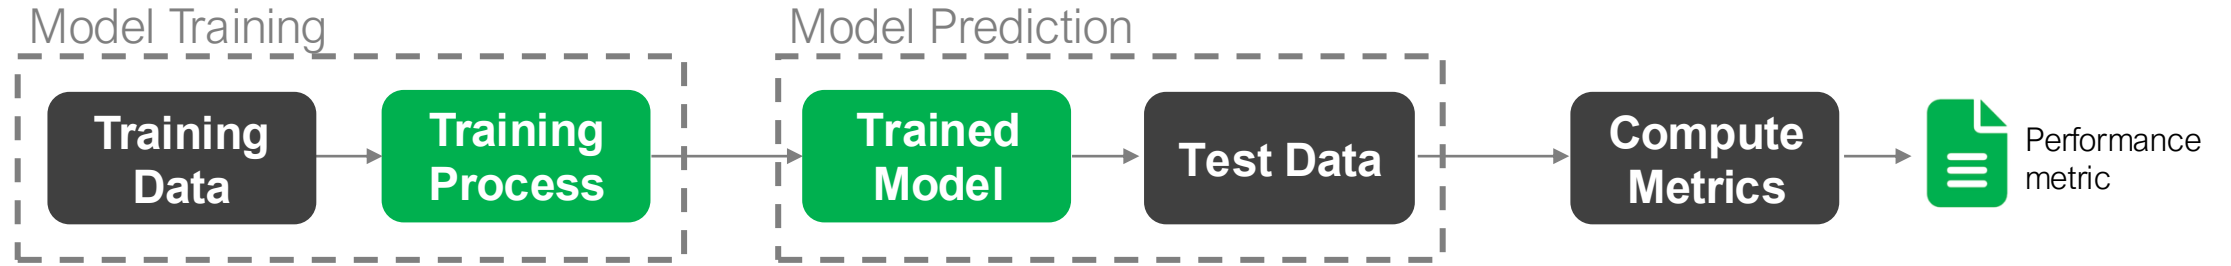 Model Training
Model Prediction
Training
Data
Training
Process
Trained
Model
Test Data
Compute
Metrics
Performance
metric